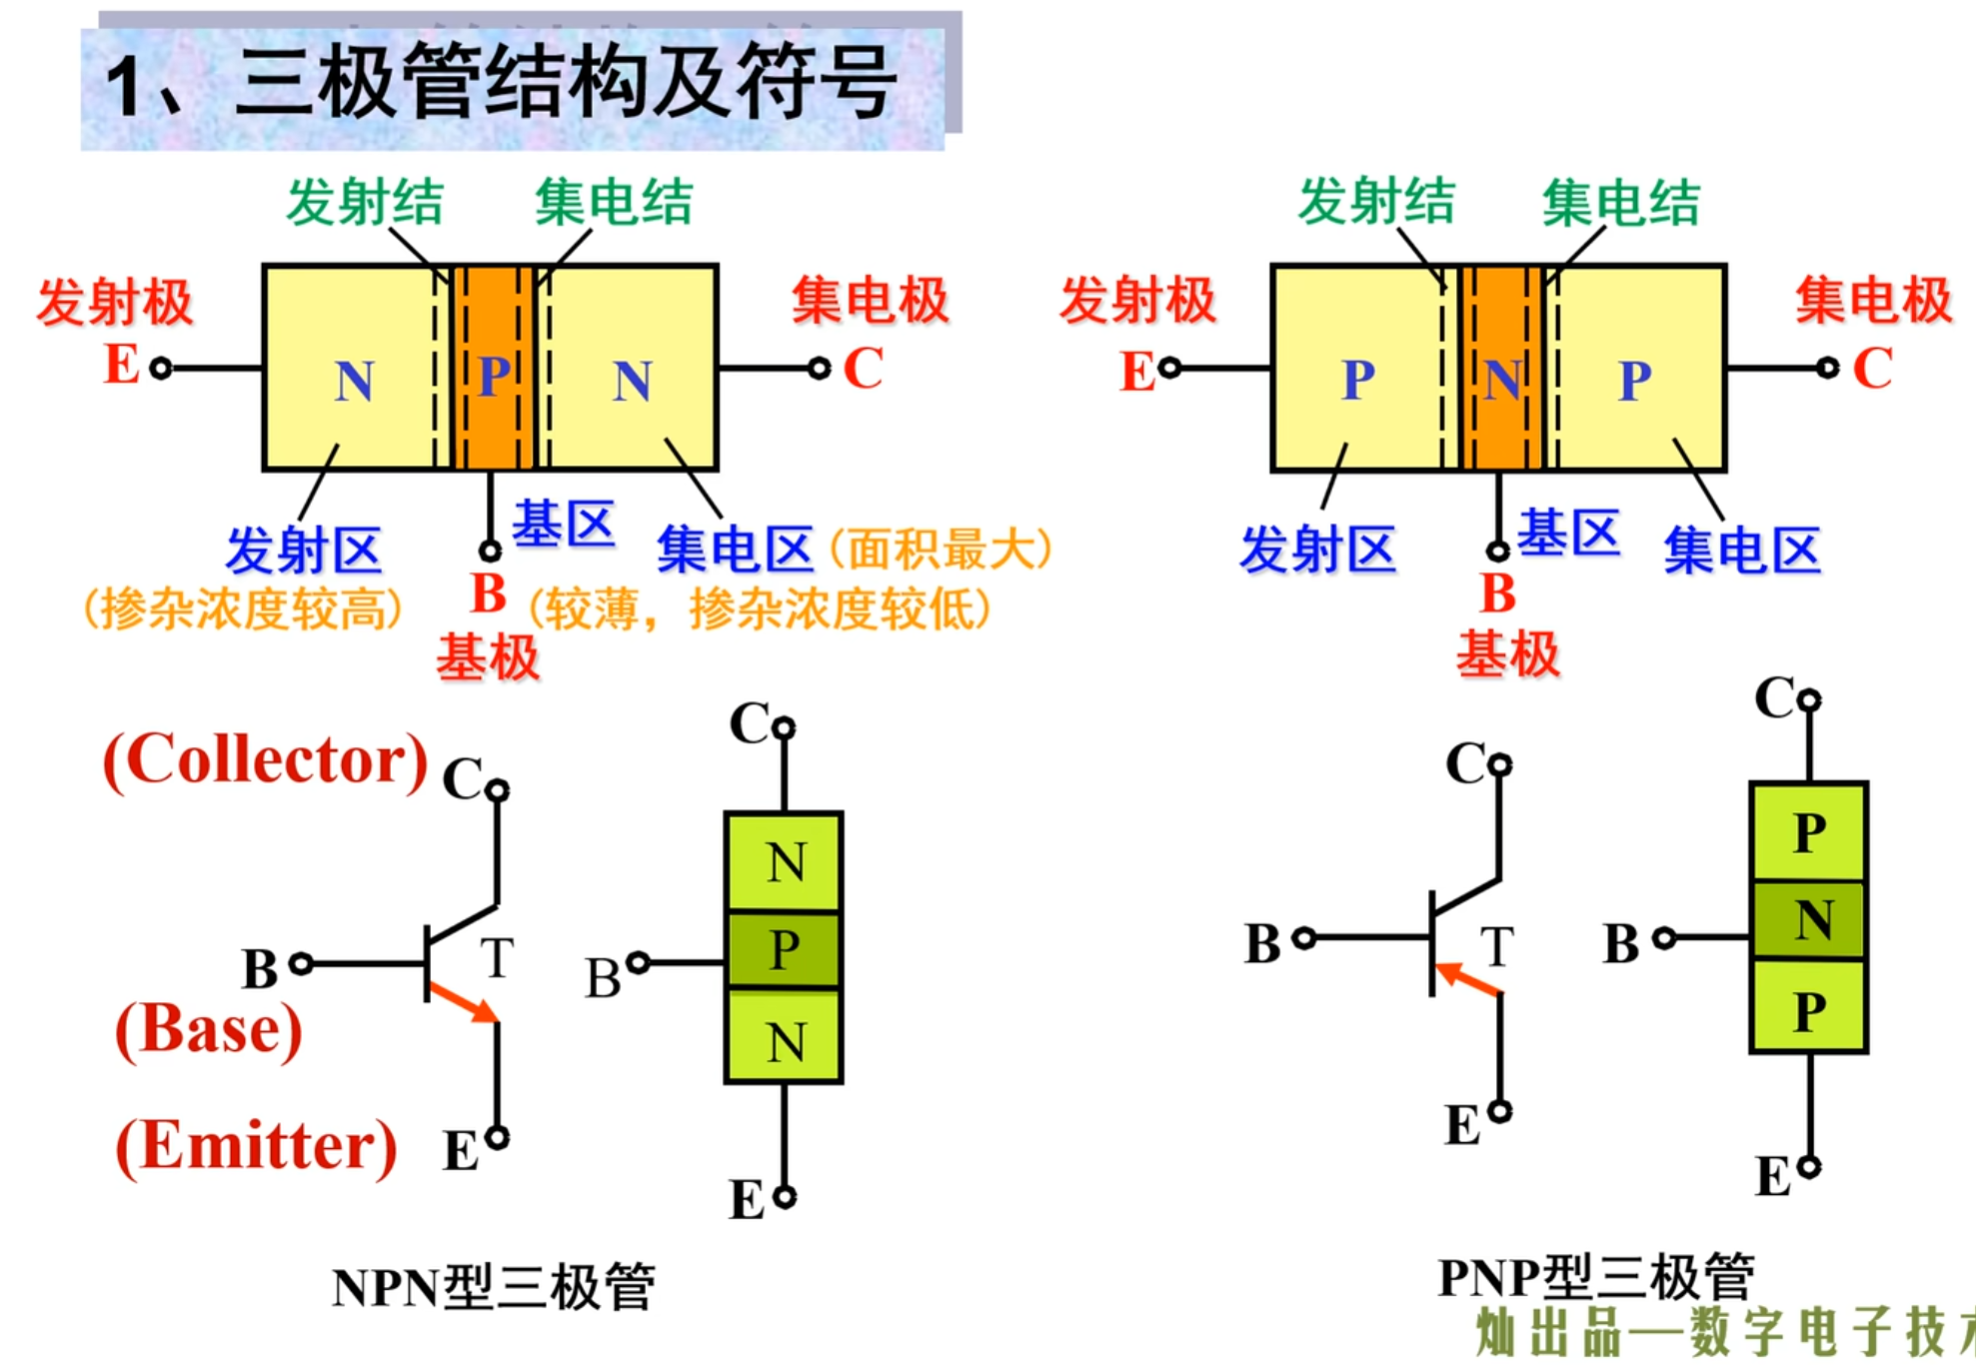 1、三极管结构及符号
发射结 集电结
发射极 集电极
E N P N C
发射区 基区 集电区 (面积最大)
(掺杂浓度较高) B (较薄，掺杂浓度较低)
基极
发射结 集电结
发射极 集电极
E P N P C
发射区 基区 集电区
B
基极
(Collector) C
B T
(Base)
(Emitter) E
C
N
B P
N
E
NPN型三极管
C
B T
E
C
P
B N
P
E
PNP型三极管
灿出品—数字电子技